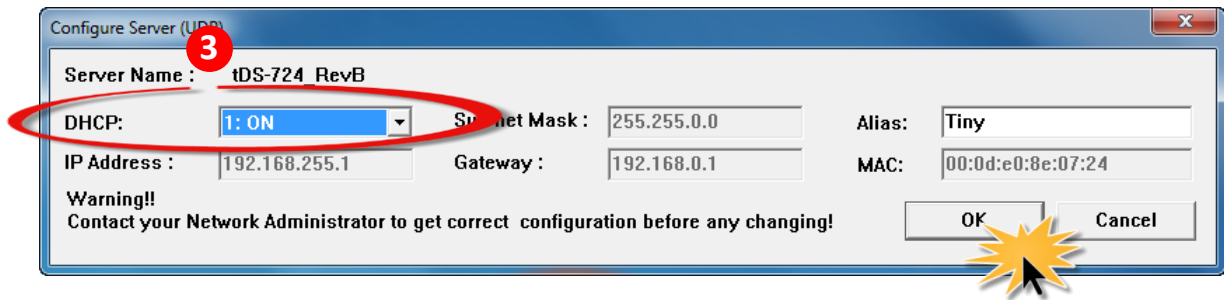 Configure Server (UDP)
3
Server Name : tDS-724_RevB
DHCP: 1: ON Subnet Mask : 255.255.0.0 Alias: Tiny
IP Address : 192.168.255.1 Gateway : 192.168.0.1 MAC: 00:0d:e0:8e:07:24
Warning!!
Contact your Network Administrator to get correct configuration before any changing!
OK Cancel